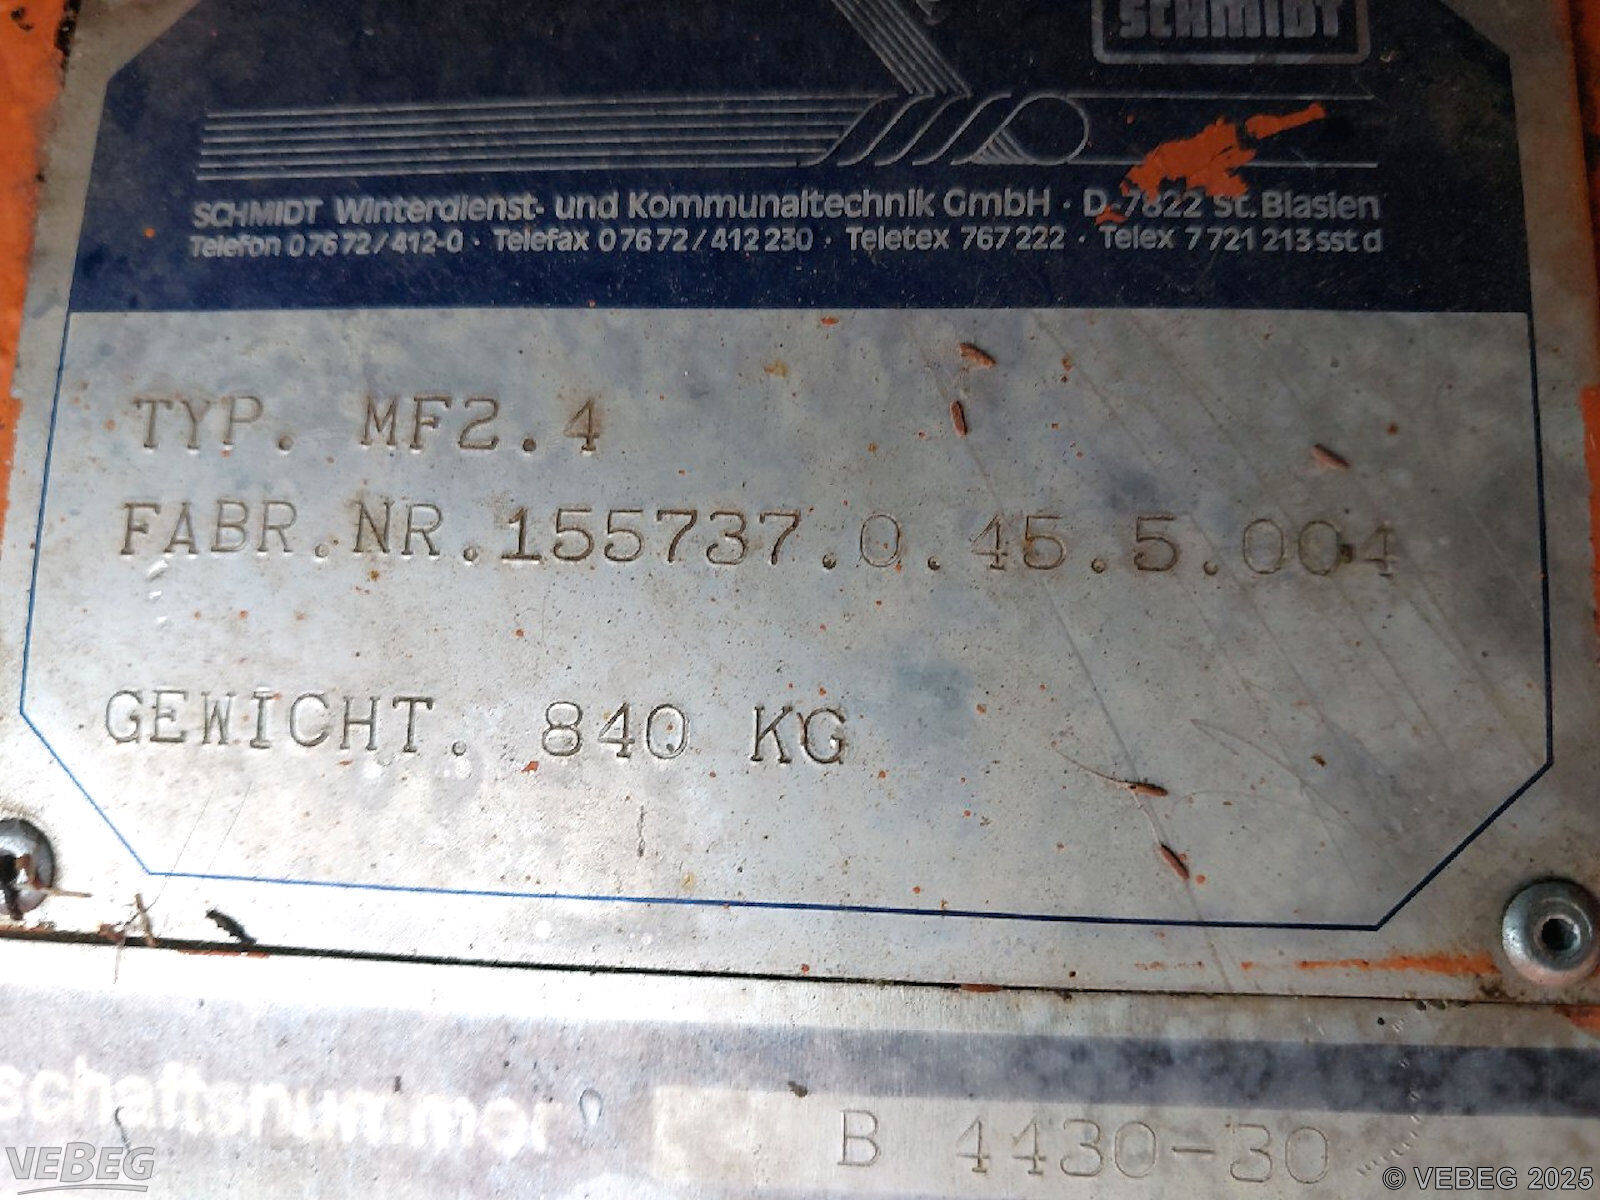 SCHMIDT
SCHMIDT Winterdienst- und Kommunaltechnik GmbH · D-7822 St. Blasien
Telefon 07672/412-0 · Telefax 07672/412230 · Teletex 767222 · Telex 7721213 sst d
TYP. MF2.4
FABR.NR.155737.0.45.5.004
GEWICHT. 840 KG
schaftsnummer B 4430-30
VEBEG
© VEBEG 2025